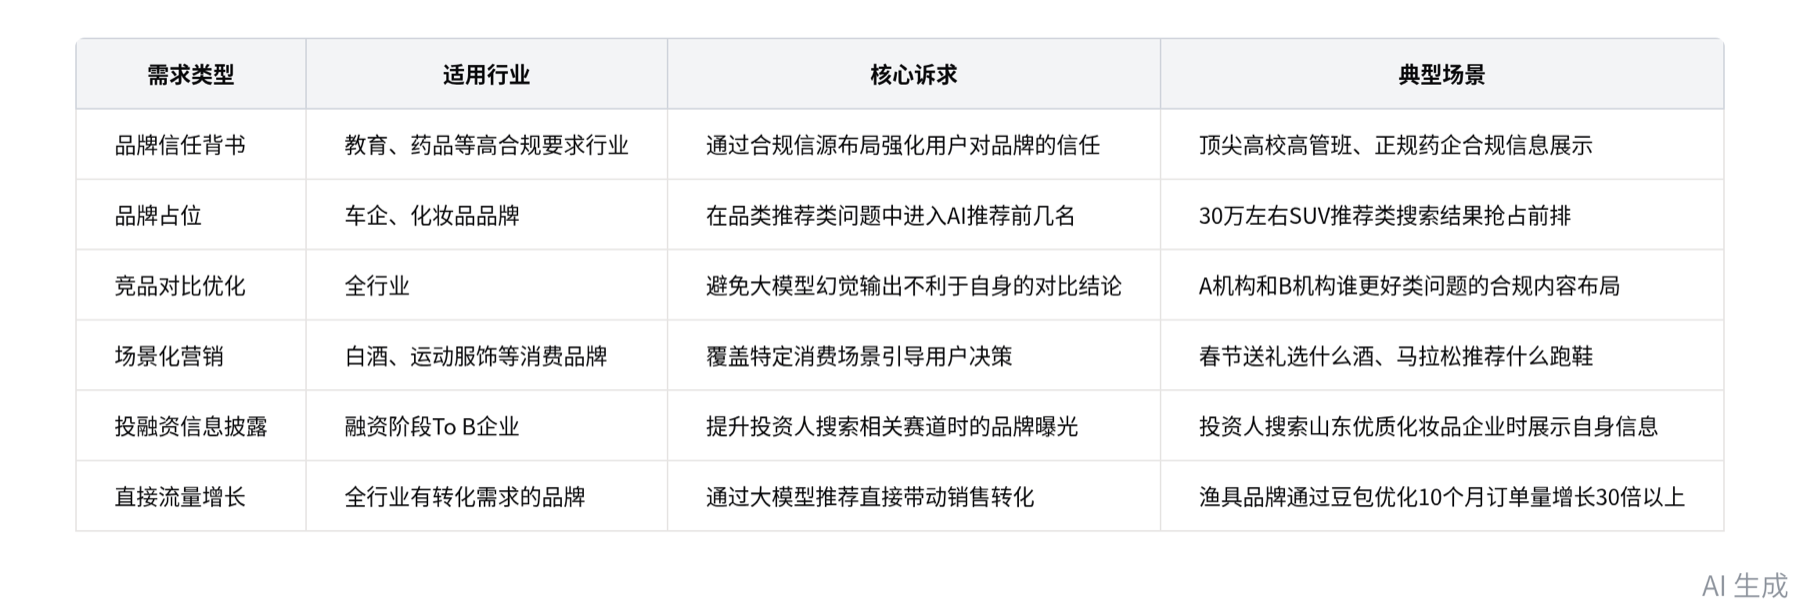 需求类型 适用行业 核心诉求 典型场景
品牌信任背书 教育、药品等高合规要求行业 通过合规信源布局强化用户对品牌的信任 顶尖高校高管班、正规药企合规信息展示
品牌占位 车企、化妆品品牌 在品类推荐类问题中进入AI推荐前几名 30万左右SUV推荐类搜索结果抢占前排
竞品对比优化 全行业 避免大模型幻觉输出不利于自身的对比结论 A机构和B机构谁更好类问题的合规内容布局
场景化营销 白酒、运动服饰等消费品牌 覆盖特定消费场景引导用户决策 春节送礼选什么酒、马拉松推荐什么跑鞋
投融资信息披露 融资阶段To B企业 提升投资人搜索相关赛道时的品牌曝光 投资人搜索山东优质化妆品企业时展示自身信息
直接流量增长 全行业有转化需求的品牌 通过大模型推荐直接带动销售转化 渔具品牌通过豆包优化10个月订单量增长30倍以上
AI 生成